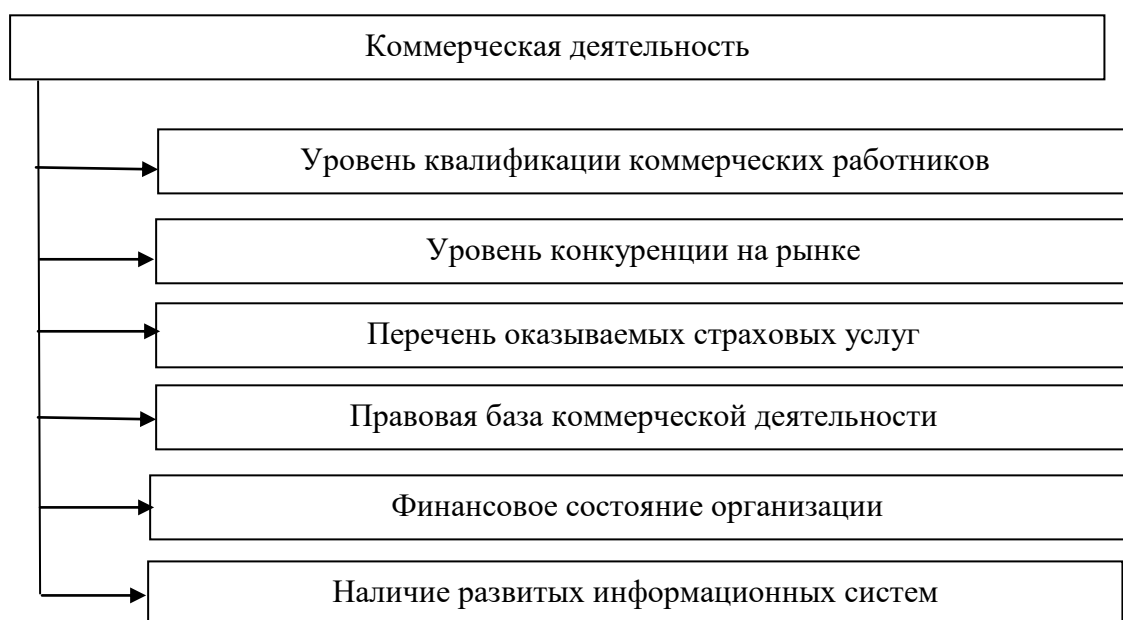 Коммерческая деятельность
Уровень квалификации коммерческих работников
Уровень конкуренции на рынке
Перечень оказываемых страховых услуг
Правовая база коммерческой деятельности
Финансовое состояние организации
Наличие развитых информационных систем